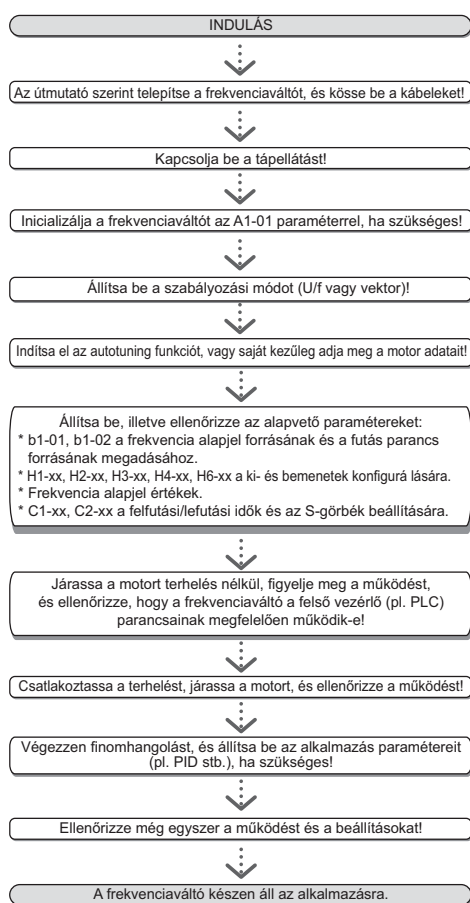 INDULÁS
Az útmutató szerint telepítse a frekvenciaváltót, és kösse be a kábeleket!
Kapcsolja be a tápellátást!
Inicializálja a frekvenciaváltót az A1-01 paraméterrel, ha szükséges!
Állítsa be a szabályozási módot (U/f vagy vektor)!
Indítsa el az autotuning funkciót, vagy saját kezűleg adja meg a motor adatait!
Állítsa be, illetve ellenőrizze az alapvető paramétereket:
* b1-01, b1-02 a frekvencia alapjel forrásának és a futás parancs
forrásának megadásához.
* H1-xx, H2-xx, H3-xx, H4-xx, H6-xx a ki- és bemenetek konfigurá lására.
* Frekvencia alapjel értékek.
* C1-xx, C2-xx a felfutási/lefutási idők és az S-görbék beállítására.
Járassa a motort terhelés nélkül, figyelje meg a működést,
és ellenőrizze, hogy a frekvenciaváltó a felső vezérlő (pl. PLC)
parancsainak megfelelően működik-e!
Csatlakoztassa a terhelést, járassa a motort, és ellenőrizze a működést!
Végezzen finomhangolást, és állítsa be az alkalmazás paramétereit
(pl. PID stb.), ha szükséges!
Ellenőrizze még egyszer a működést és a beállításokat!
A frekvenciaváltó készen áll az alkalmazásra.